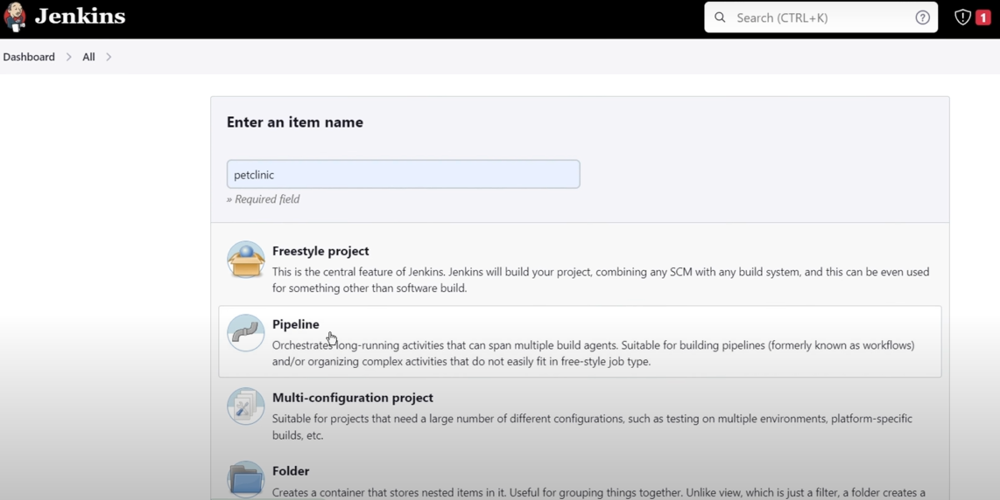 Jenkins
Search (CTRL+K)
1
Dashboard
All
Enter an item name
petclinic
» Required field
Freestyle project
This is the central feature of Jenkins. Jenkins will build your project, combining any SCM with any build system, and this can be even used
for something other than software build.
Pipeline
Orchestrates long-running activities that can span multiple build agents. Suitable for building pipelines (formerly known as workflows)
and/or organizing complex activities that do not easily fit in free-style job type.
Multi-configuration project
Suitable for projects that need a large number of different configurations, such as testing on multiple environments, platform-specific
builds, etc.
Folder
Creates a container that stores nested items in it. Useful for grouping things together. Unlike view, which is just a filter, a folder creates a